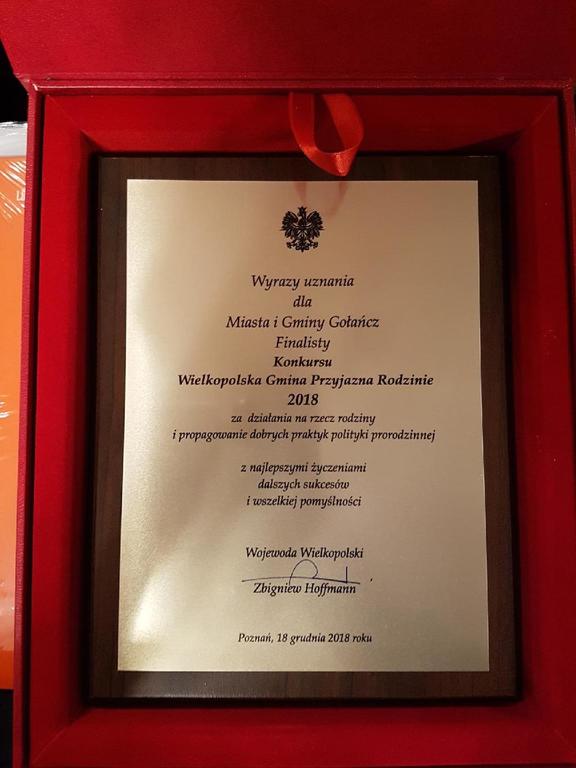 Wyrazy uznania
dla
Miasta i Gminy Gołańcz
Finalisty
Konkursu
Wielkopolska Gmina Przyjazna Rodzinie
2018
za działania na rzecz rodziny
i propagowanie dobrych praktyk polityki prorodzinnej
z najlepszymi życzeniami
dalszych sukcesów
i wszelkiej pomyślności
Wojewoda Wielkopolski
Zbigniew Hoffmann
Poznań, 18 grudnia 2018 roku